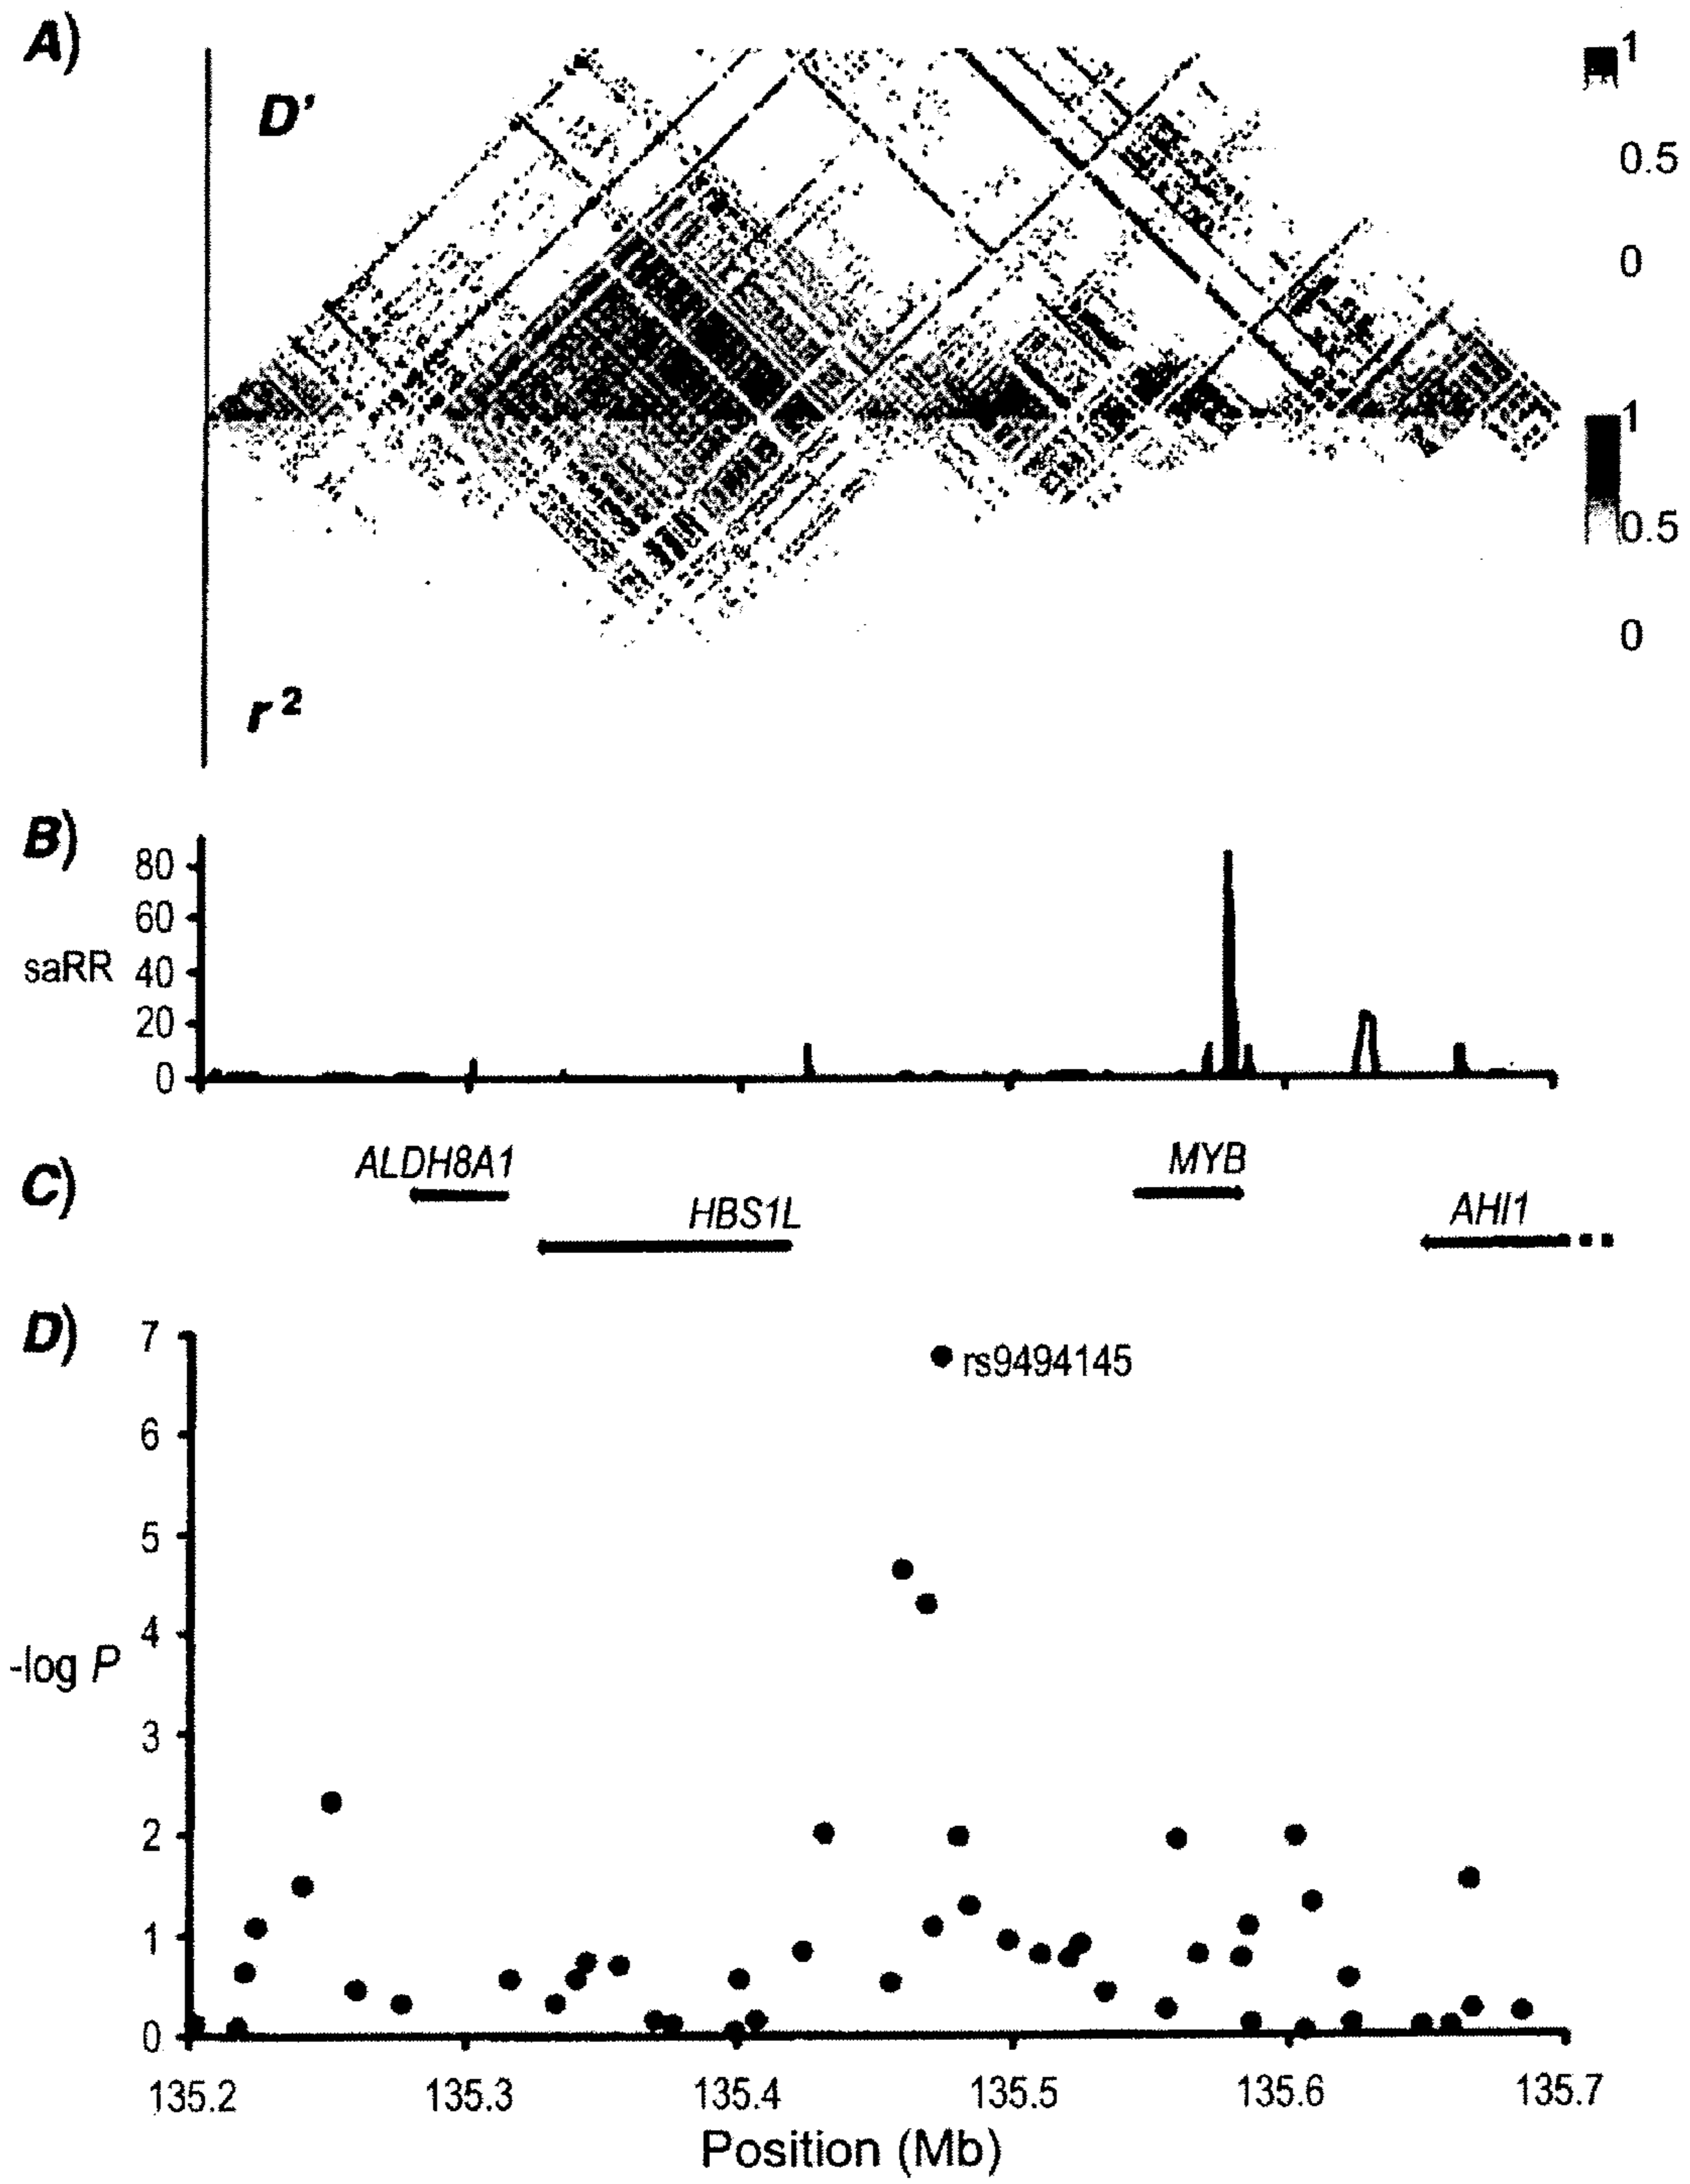 A)
D'
1
0.5
0
1
0.5
0
r²
B)
80
60
saRR 40
20
0
C)
ALDH8A1
MYB
HBS1L
AHI1
D)
7
rs9494145
6
5
4
-log P
3
2
1
0
135.2 135.3 135.4 135.5 135.6 135.7
Position (Mb)